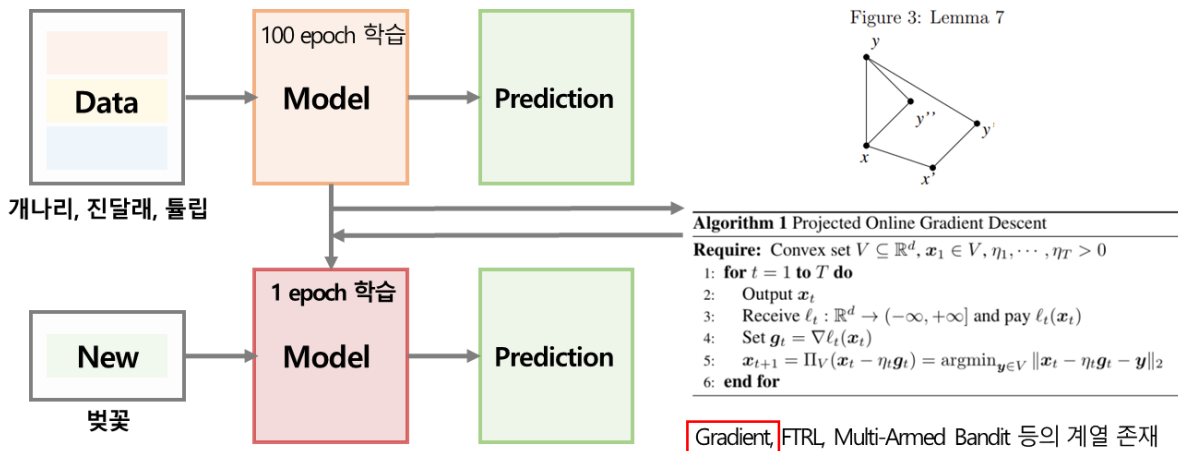 100 epoch 학습
Data
Model
Prediction
개나리, 진달래, 튤립
1 epoch 학습
New
Model
Prediction
벚꽃
Figure 3: Lemma 7
y
y''
y'
x
x'
Algorithm 1 Projected Online Gradient Descent
Require: Convex set V ⊆ ℝ^d, x_1 ∈ V, η_1, ⋯ , η_T > 0
1: for t = 1 to T do
2: Output x_t
3: Receive ℓ_t : ℝ^d → (−∞, +∞] and pay ℓ_t(x_t)
4: Set g_t = ∇ℓ_t(x_t)
5: x_{t+1} = Π_V(x_t − η_t g_t) = argmin_{y∈V} ‖x_t − η_t g_t − y‖_2
6: end for
Gradient, FTRL, Multi-Armed Bandit 등의 계열 존재